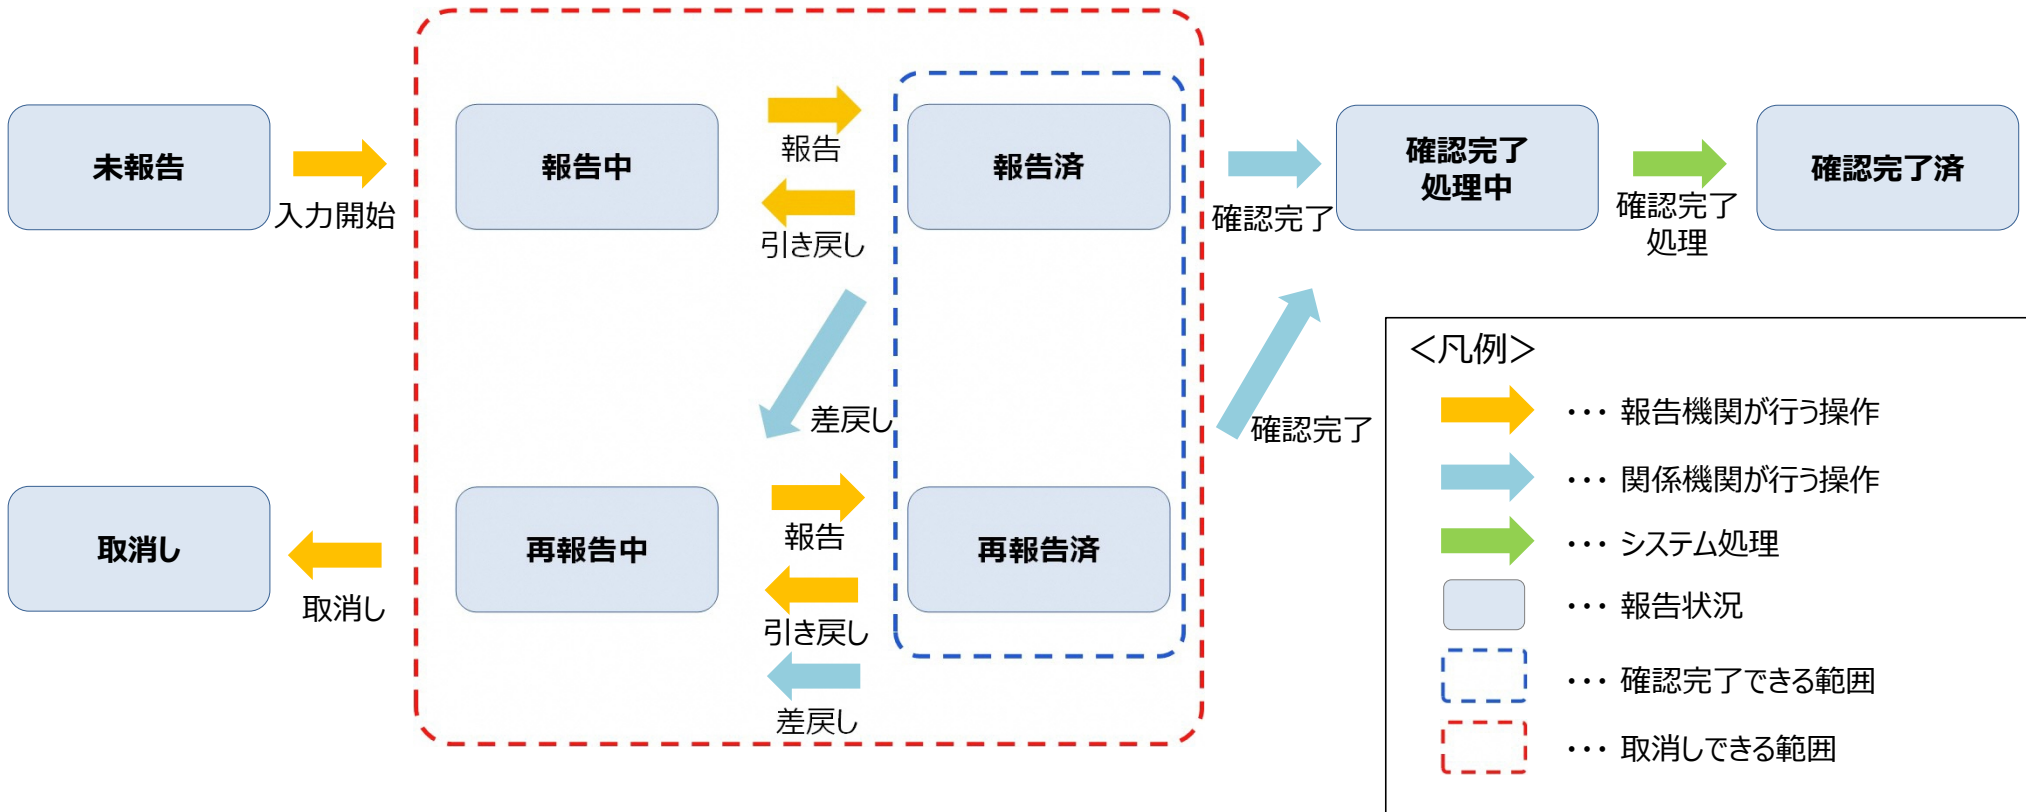 未報告
入力開始
報告中
報告
引き戻し
報告済
確認完了
確認完了
処理中
確認完了
処理
確認完了済
差戻し
確認完了
取消し
取消し
再報告中
報告
引き戻し
差戻し
再報告済
＜凡例＞
・・・ 報告機関が行う操作
・・・ 関係機関が行う操作
・・・ システム処理
・・・ 報告状況
・・・ 確認完了できる範囲
・・・ 取消しできる範囲